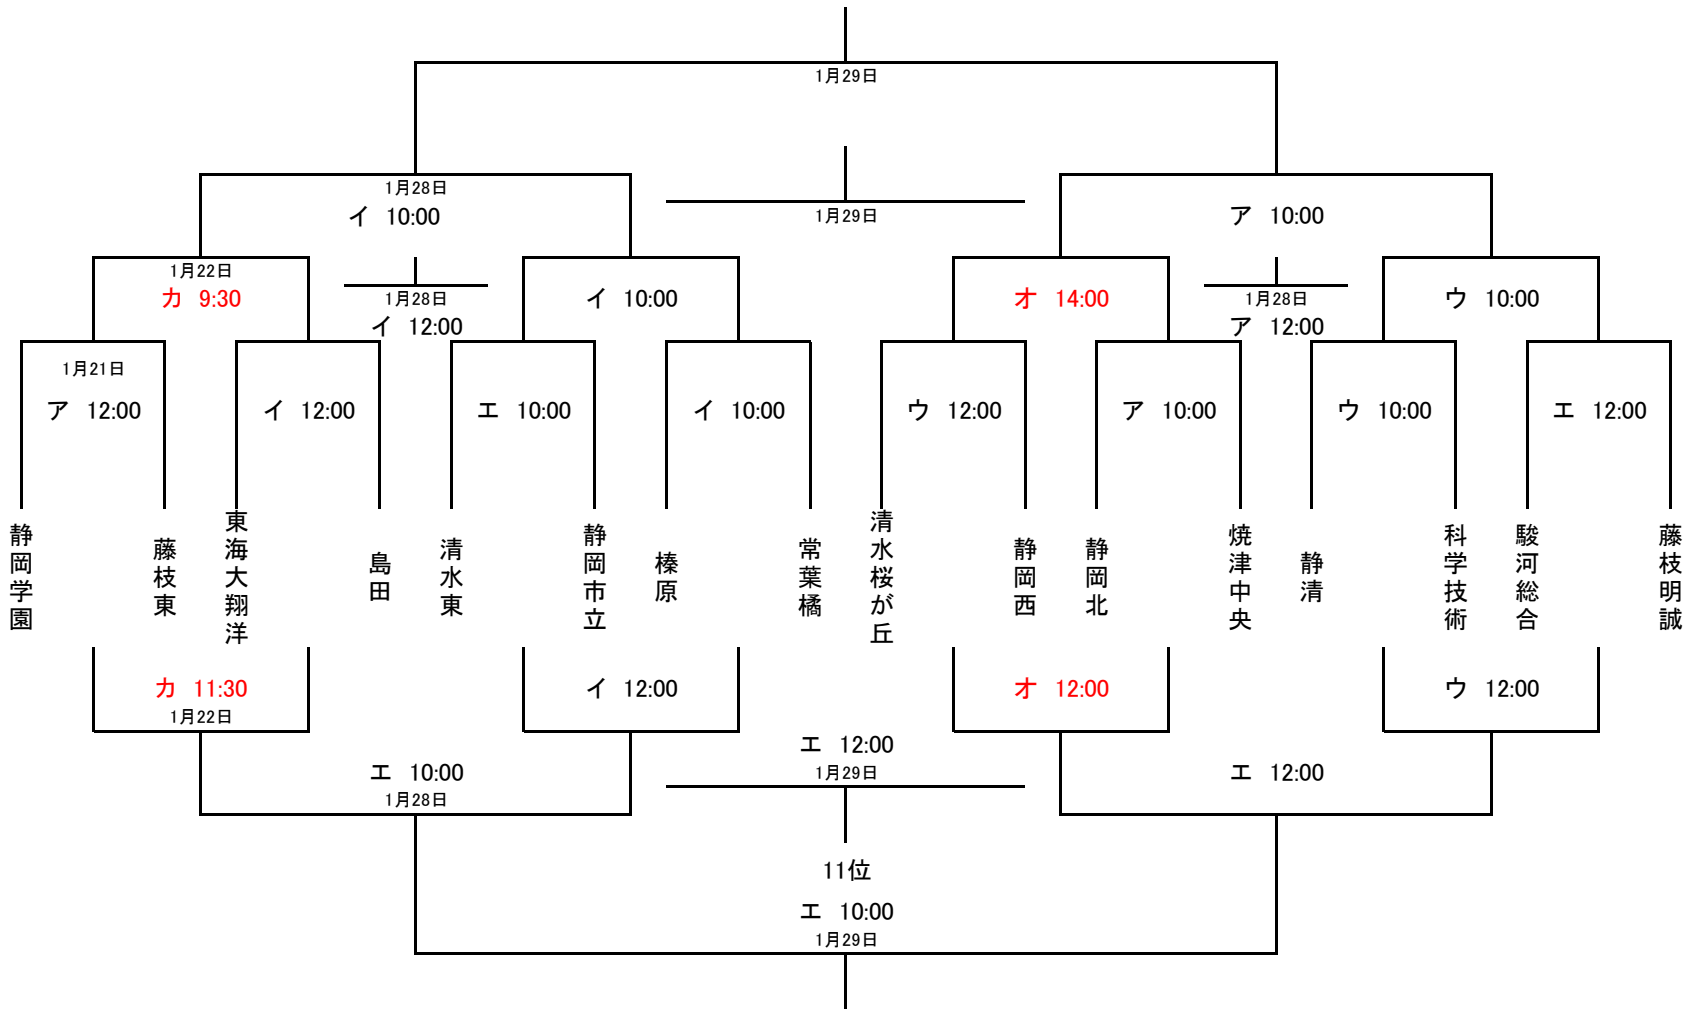 1月29日
1月28日
イ 10:00
1月29日
ア 10:00
1月22日
カ 9:30
1月28日
イ 12:00
イ 10:00
オ 14:00
1月28日
ア 12:00
ウ 10:00
1月21日
ア 12:00
イ 12:00
エ 10:00
イ 10:00
ウ 12:00
ア 10:00
ウ 10:00
エ 12:00
静岡学園
藤枝東
東海大翔洋
島田
清水東
静岡市立
榛原
常葉橘
清水桜が丘
静岡西
静岡北
焼津中央
静清
科学技術
駿河総合
藤枝明誠
カ 11:30
1月22日
イ 12:00
オ 12:00
ウ 12:00
エ 10:00
1月28日
エ 12:00
1月29日
エ 12:00
11位
エ 10:00
1月29日